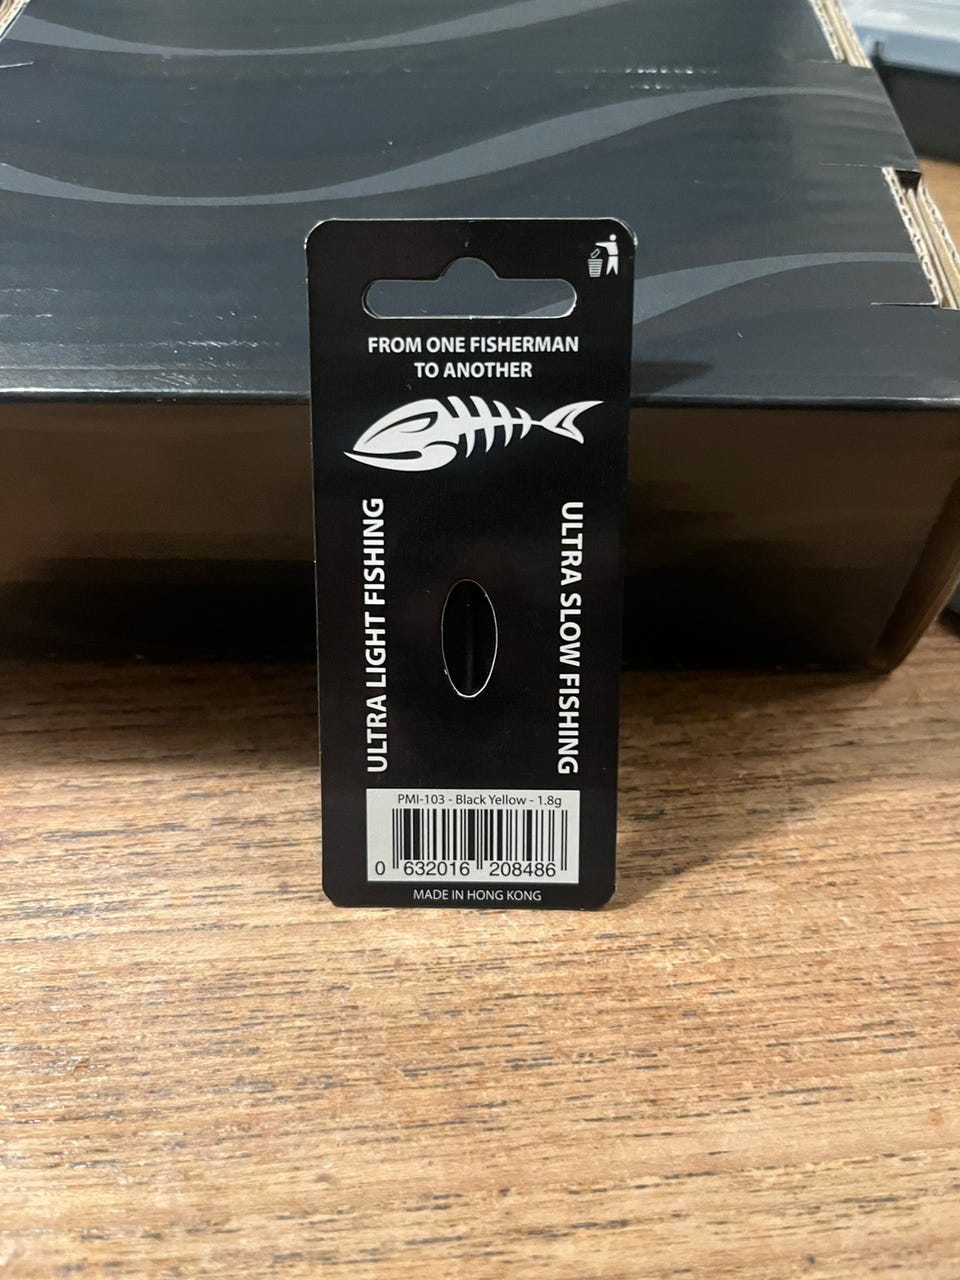 FROM ONE FISHERMAN
TO ANOTHER
ULTRA LIGHT FISHING
ULTRA SLOW FISHING
PMI-103 - Black Yellow - 1.8g
0 632016 208486
MADE IN HONG KONG